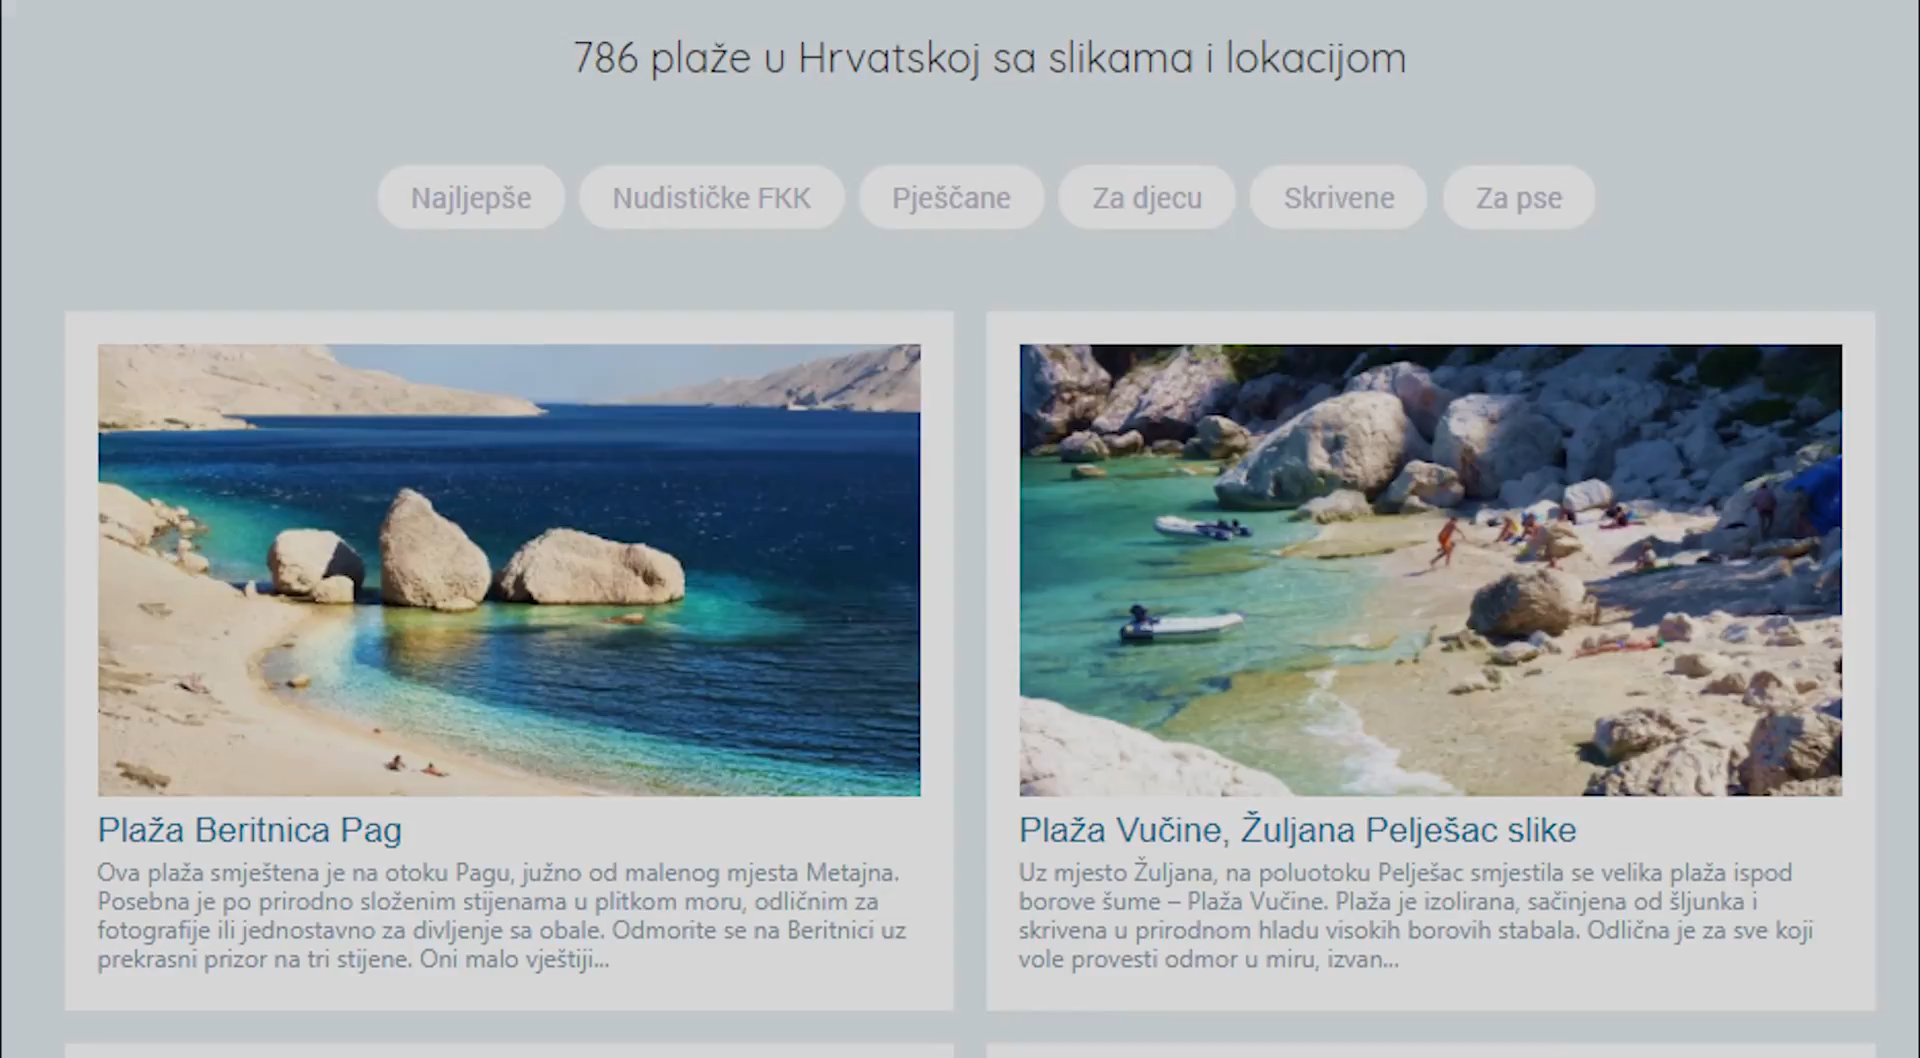 786 plaže u Hrvatskoj sa slikama i lokacijom
Najljepše
Nudističke FKK
Pješčane
Za djecu
Skrivene
Za pse
Plaža Beritnica Pag
Ova plaža smještena je na otoku Pagu, južno od malenog mjesta Metajna.
Posebna je po prirodno složenim stijenama u plitkom moru, odličnim za
fotografije ili jednostavno za divljenje sa obale. Odmorite se na Beritnici uz
prekrasni prizor na tri stijene. Oni malo vještiji...
Plaža Vučine, Žuljana Pelješac slike
Uz mjesto Žuljana, na poluotoku Pelješac smjestila se velika plaža ispod
borove šume – Plaža Vučine. Plaža je izolirana, sačinjena od šljunka i
skrivena u prirodnom hladu visokih borovih stabala. Odlična je za sve koji
vole provesti odmor u miru, izvan...